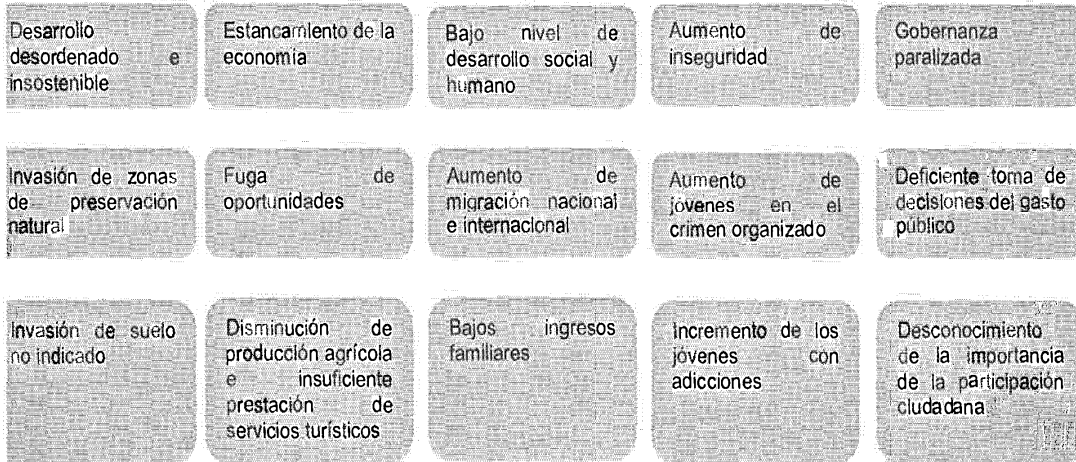 Desarrollo
desordenado e
insostenible
Estancamiento de la
economía
Bajo nivel de
desarrollo social y
humano
Aumento de
inseguridad
Gobernanza
paralizada
Invasión de zonas
de preservación
natural
Fuga de
oportunidades
Aumento de
migración nacional
e internacional
Aumento de
jóvenes en el
crimen organizado
Deficiente toma de
decisiones del gasto
público
Invasión de suelo
no indicado
Disminución de
producción agrícola
e insuficiente
prestación de
servicios turísticos
Bajos ingresos
familiares
Incremento de los
jóvenes con
adicciones
Desconocimiento
de la importancia
de la participación
ciudadana